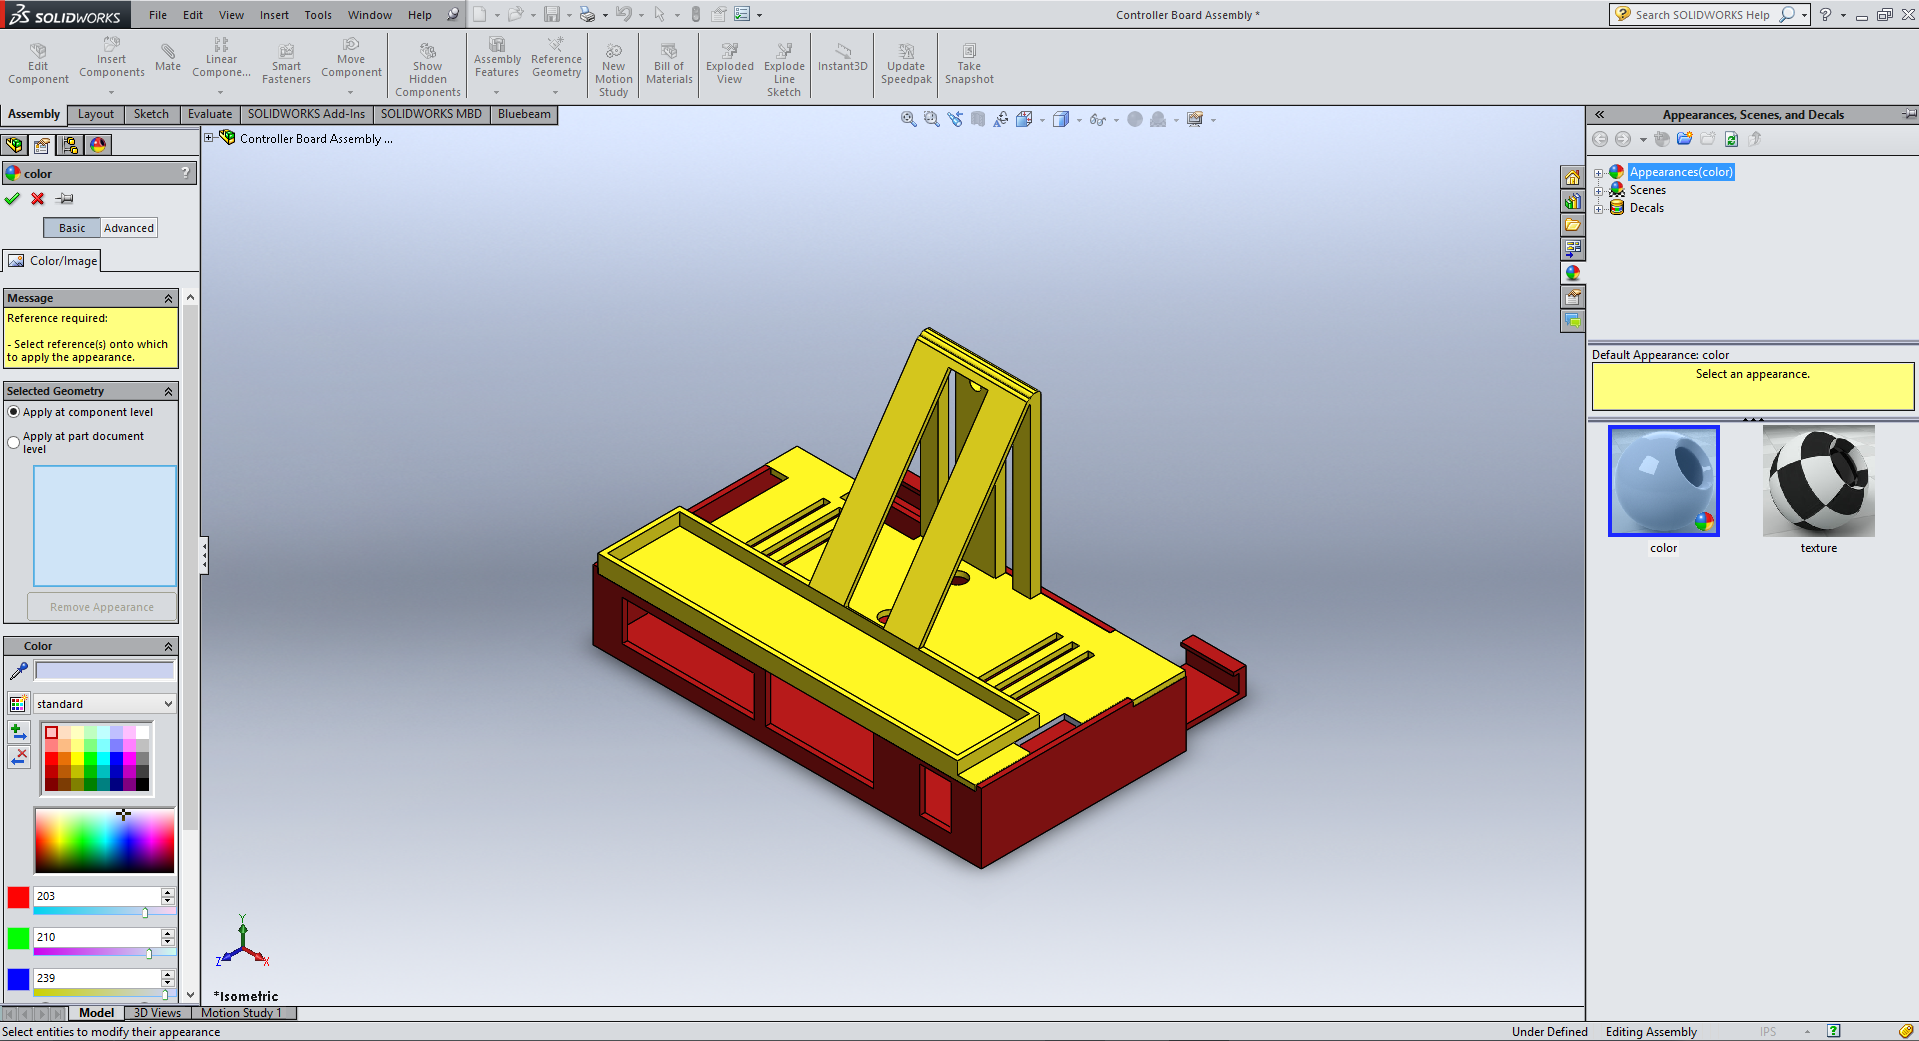 SOLIDWORKS File Edit View Insert Tools Window Help Controller Board Assembly * Search SOLIDWORKS Help
Edit Component
Insert Components
Mate
Linear Compone...
Smart Fasteners
Move Component
Show Hidden Components
Assembly Features
Reference Geometry
New Motion Study
Bill of Materials
Exploded View
Explode Line Sketch
Instant3D
Update Speedpak
Take Snapshot
Assembly Layout Sketch Evaluate SOLIDWORKS Add-Ins SOLIDWORKS MBD Bluebeam
Controller Board Assembly ...
color ?
Basic Advanced
Color/Image
Message
Reference required:
- Select reference(s) onto which
to apply the appearance.
Selected Geometry
Apply at component level
Apply at part document
level
Remove Appearance
Color
standard
203
210
239
Y
Z X
*Isometric
Appearances, Scenes, and Decals
Appearances(color)
Scenes
Decals
Default Appearance: color
Select an appearance.
color texture
Model 3D Views Motion Study 1
Select entities to modify their appearance Under Defined Editing Assembly IPS